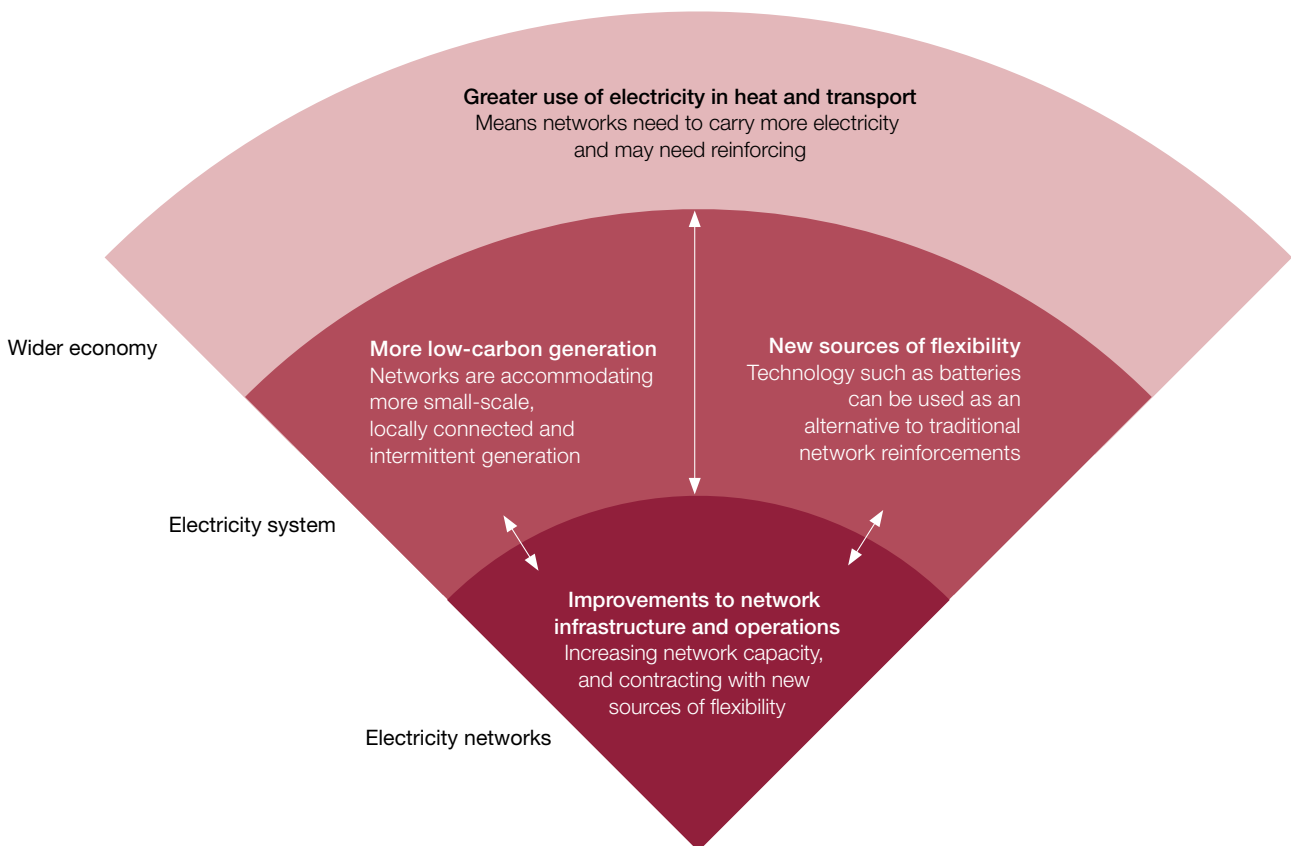 Greater use of electricity in heat and transport
Means networks need to carry more electricity
and may need reinforcing
Wider economy
More low-carbon generation
Networks are accommodating
more small-scale,
locally connected and
intermittent generation
New sources of flexibility
Technology such as batteries
can be used as an
alternative to traditional
network reinforcements
Electricity system
Improvements to network
infrastructure and operations
Increasing network capacity,
and contracting with new
sources of flexibility
Electricity networks